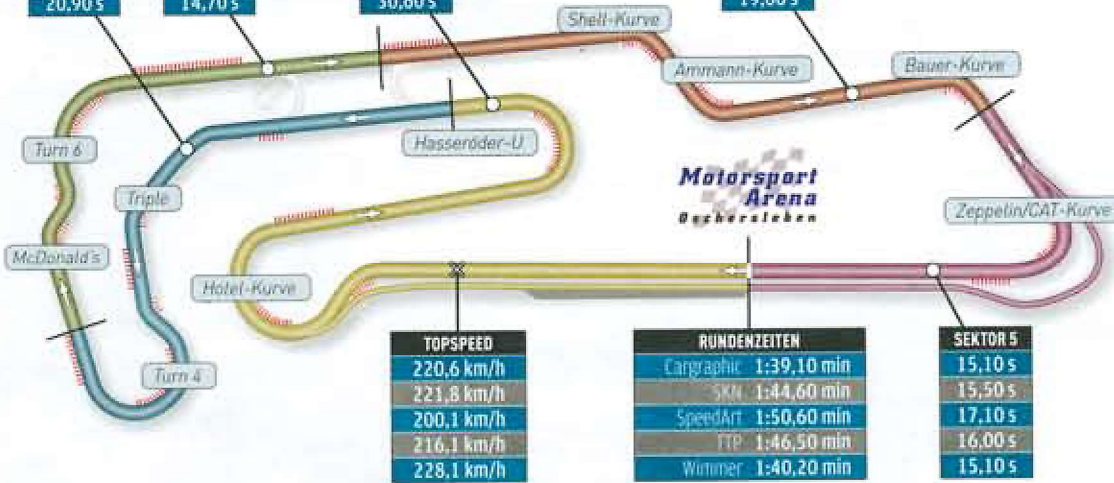 20,90 s
14,70 s
30,60 s
19,00 s
Shell-Kurve
Ammann-Kurve
Bauer-Kurve
Hasseröder-U
Turn 6
Triple
Motorsport
Arena
Oschersleben
Zeppelin/CAT-Kurve
McDonald's
Hotel-Kurve
Turn 4
TOPSPEED
220,6 km/h
221,8 km/h
200,1 km/h
216,1 km/h
228,1 km/h
RUNDENZEITEN
Cargraphic 1:39,10 min
SKN 1:44,60 min
SpeedArt 1:50,60 min
TTP 1:46,50 min
Wimmer 1:40,20 min
SEKTOR 5
15,10 s
15,50 s
17,10 s
16,00 s
15,10 s